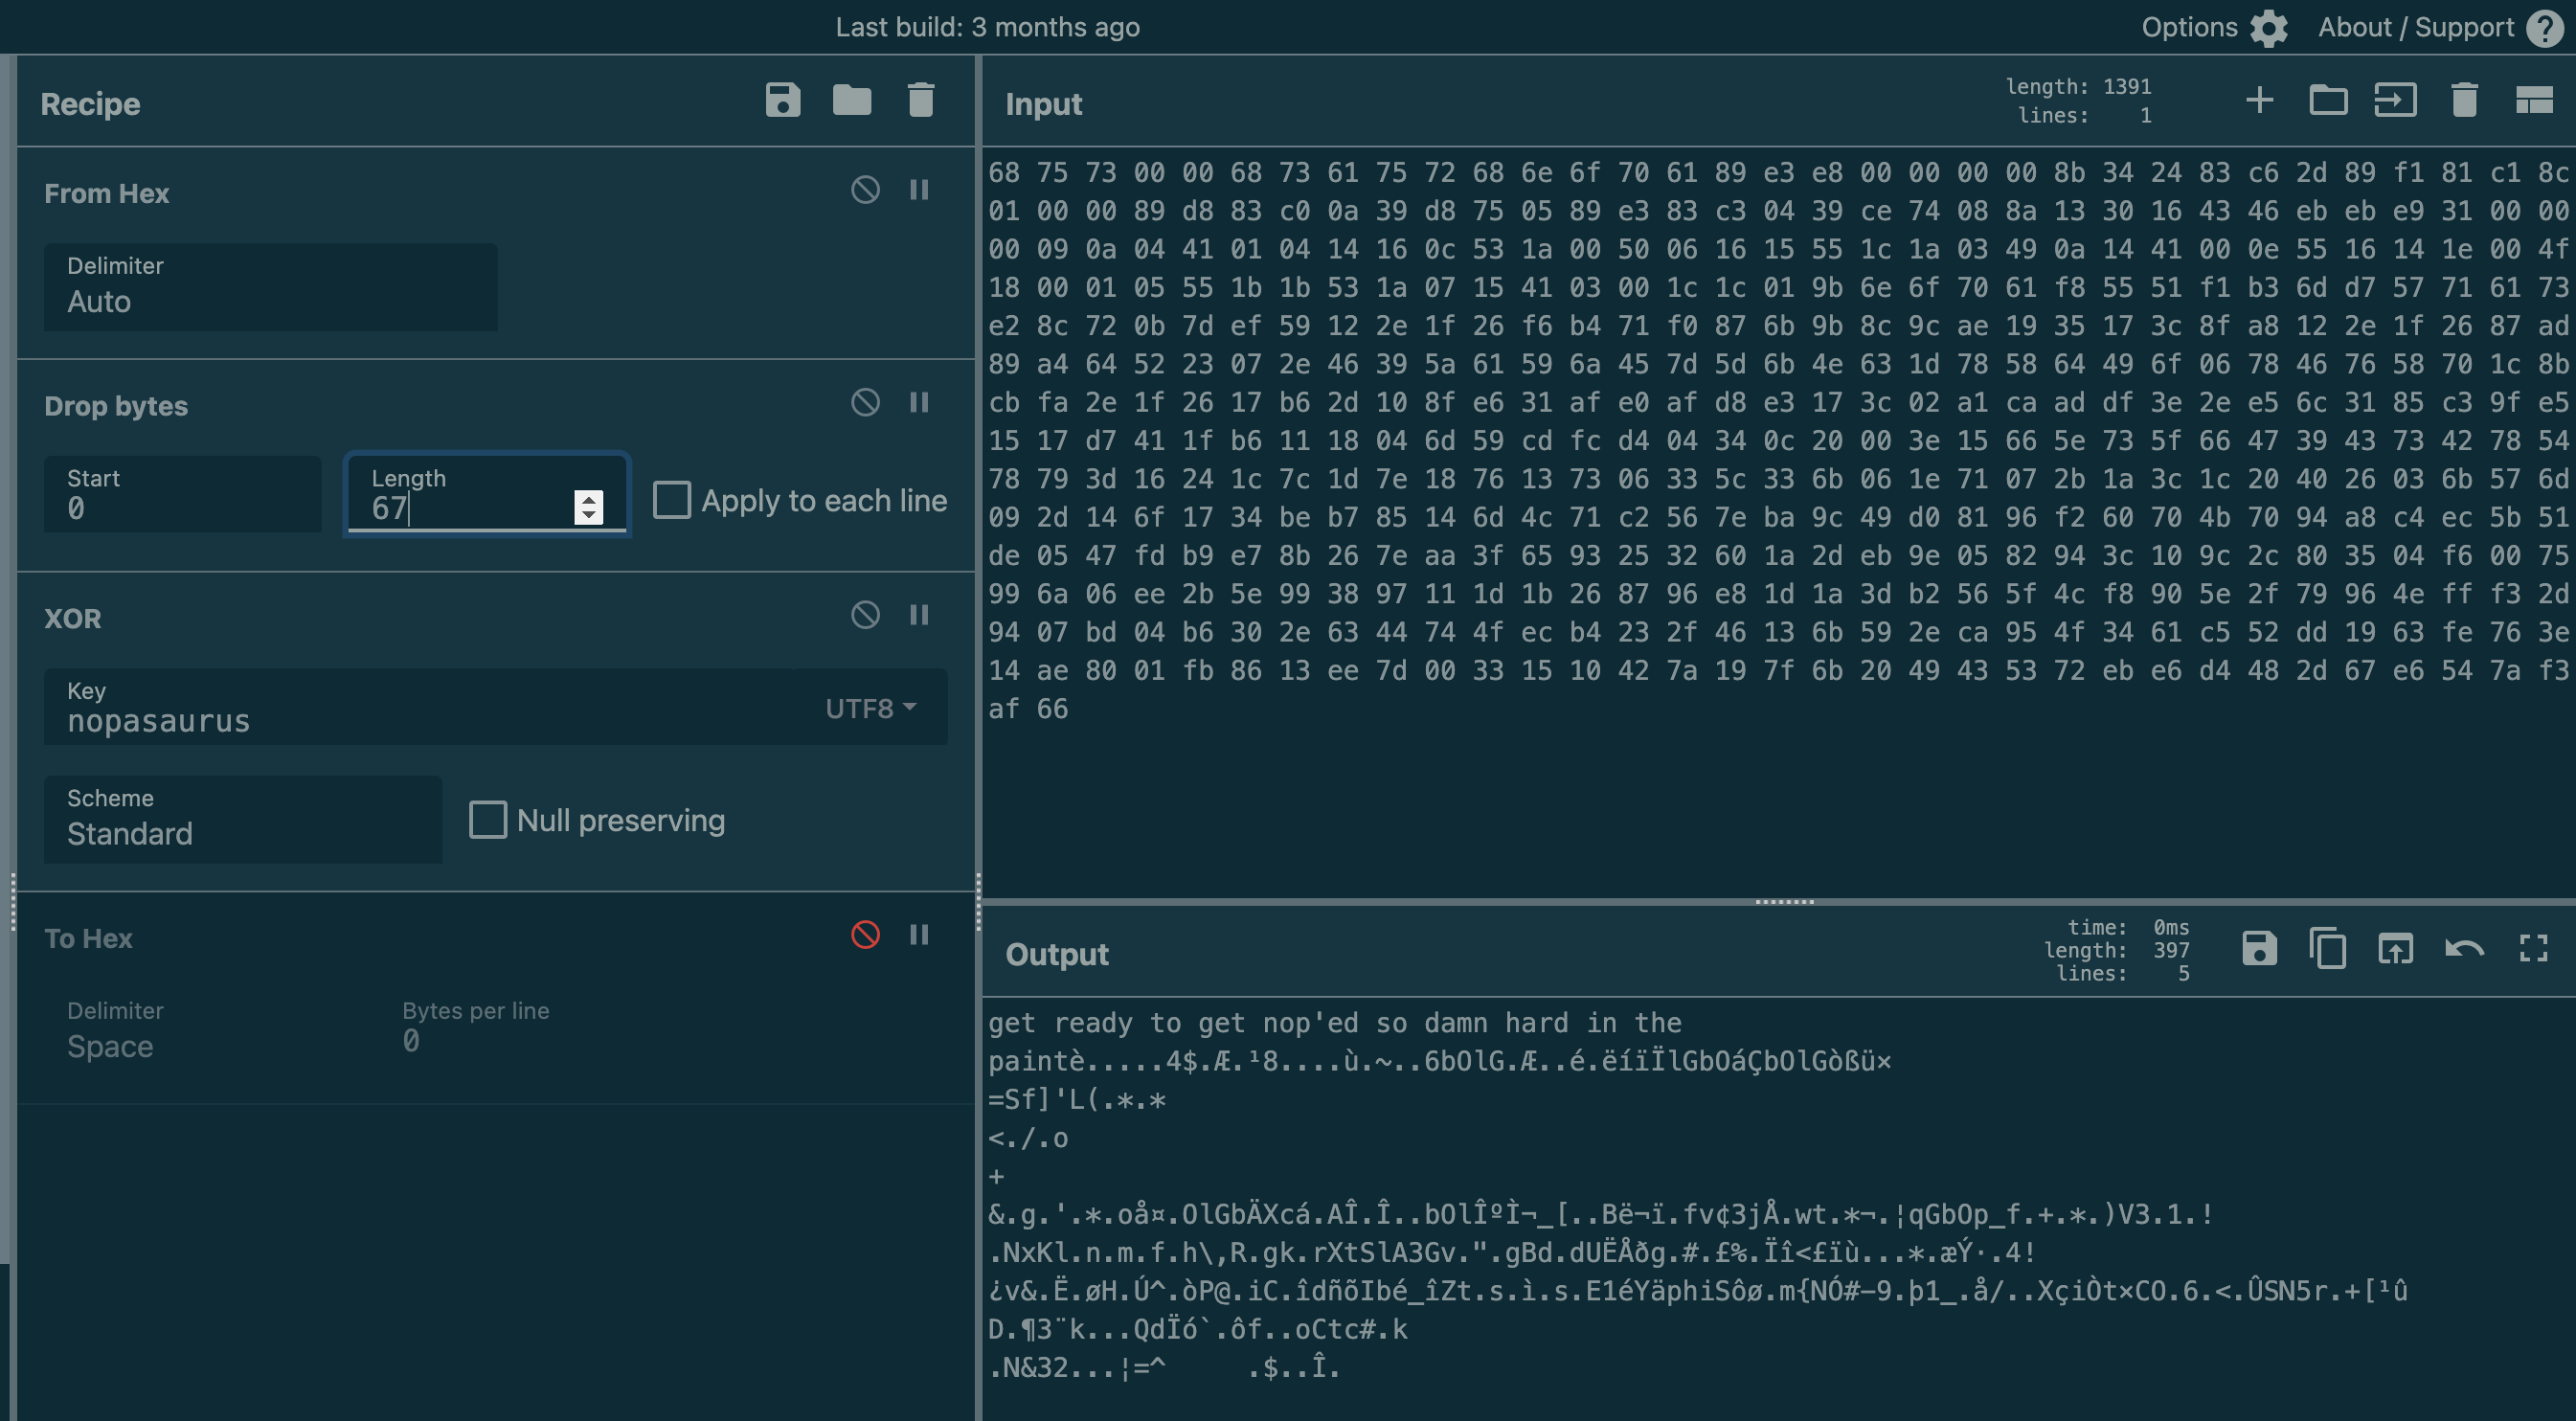 Last build: 3 months ago
Options
About / Support
Recipe
From Hex
Delimiter
Auto
Drop bytes
Start
0
Length
67
Apply to each line
XOR
Key
nopasaurus
UTF8
Scheme
Standard
Null preserving
To Hex
Delimiter
Space
Bytes per line
0
Input
length: 1391
lines: 1
68 75 73 00 00 68 73 61 75 72 68 6e 6f 70 61 89 e3 e8 00 00 00 00 8b 34 24 83 c6 2d 89 f1 81 c1 8c
01 00 00 89 d8 83 c0 0a 39 d8 75 05 89 e3 83 c3 04 39 ce 74 08 8a 13 30 16 43 46 eb eb e9 31 00 00
00 09 0a 04 41 01 04 14 16 0c 53 1a 00 50 06 16 15 55 1c 1a 03 49 0a 14 41 00 0e 55 16 14 1e 00 4f
18 00 01 05 55 1b 1b 53 1a 07 15 41 03 00 1c 1c 01 9b 6e 6f 70 61 f8 55 51 f1 b3 6d d7 57 71 61 73
e2 8c 72 0b 7d ef 59 12 2e 1f 26 f6 b4 71 f0 87 6b 9b 8c 9c ae 19 35 17 3c 8f a8 12 2e 1f 26 87 ad
89 a4 64 52 23 07 2e 46 39 5a 61 59 6a 45 7d 5d 6b 4e 63 1d 78 58 64 49 6f 06 78 46 76 58 70 1c 8b
cb fa 2e 1f 26 17 b6 2d 10 8f e6 31 af e0 af d8 e3 17 3c 02 a1 ca ad df 3e 2e e5 6c 31 85 c3 9f e5
15 17 d7 41 1f b6 11 18 04 6d 59 cd fc d4 04 34 0c 20 00 3e 15 66 5e 73 5f 66 47 39 43 73 42 78 54
78 79 3d 16 24 1c 7c 1d 7e 18 76 13 73 06 33 5c 33 6b 06 1e 71 07 2b 1a 3c 1c 20 40 26 03 6b 57 6d
09 2d 14 6f 17 34 be b7 85 14 6d 4c 71 c2 56 7e ba 9c 49 d0 81 96 f2 60 70 4b 70 94 a8 c4 ec 5b 51
de 05 47 fd b9 e7 8b 26 7e aa 3f 65 93 25 32 60 1a 2d eb 9e 05 82 94 3c 10 9c 2c 80 35 04 f6 00 75
99 6a 06 ee 2b 5e 99 38 97 11 1d 1b 26 87 96 e8 1d 1a 3d b2 56 5f 4c f8 90 5e 2f 79 96 4e ff f3 2d
94 07 bd 04 b6 30 2e 63 44 74 4f ec b4 23 2f 46 13 6b 59 2e ca 95 4f 34 61 c5 52 dd 19 63 fe 76 3e
14 ae 80 01 fb 86 13 ee 7d 00 33 15 10 42 7a 19 7f 6b 20 49 43 53 72 eb e6 d4 48 2d 67 e6 54 7a f3
af 66
Output
time: 0ms
length: 397
lines: 5
get ready to get nop'ed so damn hard in the
paintè.....4$.Æ.¹8....ù.~..6bOlG.Æ..é.ëíïÏlGbOáÇbOlGòßü×
=Sf]'L(.*.*
<./.o
+
&.g.'.*.oå¤.OlGbÄXcá.AÎ.Î..bOlÎºÌ¬_[..Bë¬ï.fv¢3jÅ.wt.*¬.¦qGbOp_f.+.*.)V3.1.!
.NxKl.n.m.f.h\,R.gk.rXtSlA3Gv.".gBd.dUËÅðg.#.£%.Ïî<£ïù...*.æÝ·.4!
¿v&.Ë.øH.Ú^.òP@.iC.îdñõIbé_îZt.s.ì.s.E1éYäphiSôø.m{NÓ#-9.þ1_.å/..XçiÒt×CO.6.<.ÛSN5r.+[¹û
D.¶3¨k...QdÏó`.ôf..oCtc#.k
.N&32...¦=^ .$..Î.